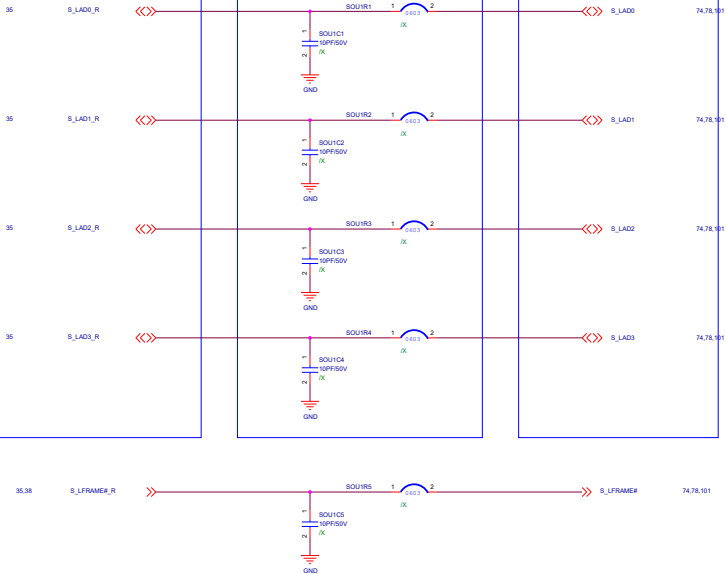 35 S_LAD0_R SOU1R1 1 2 S_LAD0 74,78,101
0603
1 SOU1C1
10PF/50V
2 /X
GND
35 S_LAD1_R SOU1R2 1 2 S_LAD1 74,78,101
0603
/X
1 SOU1C2
10PF/50V
2 /X
GND
35 S_LAD2_R SOU1R3 1 2 S_LAD2 74,78,101
0603
/X
1 SOU1C3
10PF/50V
2 /X
GND
35 S_LAD3_R SOU1R4 1 2 S_LAD3 74,78,101
0603
/X
1 SOU1C4
10PF/50V
2 /X
GND
35,38 S_LFRAME#_R SOU1R5 1 2 S_LFRAME# 74,78,101
0603
/X
1 SOU1C5
10PF/50V
2 /X
GND